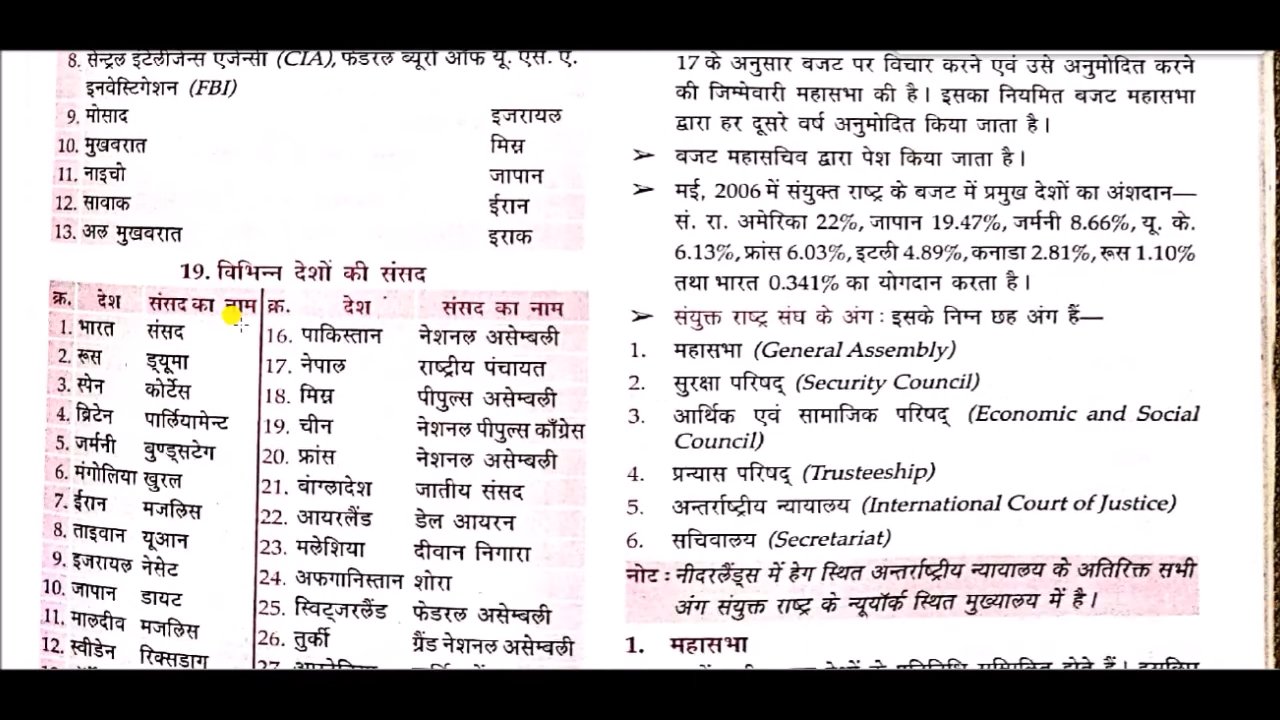 8. सेन्ट्रल इंटेलीजेन्स एजेन्सी (CIA), फेडरल ब्यूरो ऑफ यू. एस. ए.
इनवेस्टिगेशन (FBI)
9. मोसाद इजरायल
10. मुखबरात मिस्र
11. नाइचो जापान
12. सावाक ईरान
13. अल मुखबरात इराक
19. विभिन्न देशों की संसद
क्र. देश संसद का नाम
1. भारत संसद
2. रूस ड्यूमा
3. स्पेन कोर्टेस
4. ब्रिटेन पार्लियामेन्ट
5. जर्मनी बुण्ड्सटेग
6. मंगोलिया खुरल
7. ईरान मजलिस
8. ताइवान यूआन
9. इजरायल नेसेट
10. जापान डायट
11. मालदीव मजलिस
12. स्वीडेन रिक्सडाग
क्र. देश संसद का नाम
16. पाकिस्तान नेशनल असेम्बली
17. नेपाल राष्ट्रीय पंचायत
18. मिस्र पीपुल्स असेम्बली
19. चीन नेशनल पीपुल्स काँग्रेस
20. फ्रांस नेशनल असेम्बली
21. बांग्लादेश जातीय संसद
22. आयरलैंड डेल आयरन
23. मलेशिया दीवान निगारा
24. अफगानिस्तान शोरा
25. स्विट्जरलैंड फेडरल असेम्बली
26. तुर्की ग्रैंड नेशनल असेम्बली
17 के अनुसार बजट पर विचार करने एवं उसे अनुमोदित करने
की जिम्मेवारी महासभा की है। इसका नियमित बजट महासभा
द्वारा हर दूसरे वर्ष अनुमोदित किया जाता है।
➢ बजट महासचिव द्वारा पेश किया जाता है।
➢ मई, 2006 में संयुक्त राष्ट्र के बजट में प्रमुख देशों का अंशदान—
सं. रा. अमेरिका 22%, जापान 19.47%, जर्मनी 8.66%, यू. के.
6.13%, फ्रांस 6.03%, इटली 4.89%, कनाडा 2.81%, रूस 1.10%
तथा भारत 0.341% का योगदान करता है।
➢ संयुक्त राष्ट्र संघ के अंग : इसके निम्न छह अंग हैं—
1. महासभा (General Assembly)
2. सुरक्षा परिषद् (Security Council)
3. आर्थिक एवं सामाजिक परिषद् (Economic and Social
Council)
4. प्रन्यास परिषद् (Trusteeship)
5. अन्तर्राष्ट्रीय न्यायालय (International Court of Justice)
6. सचिवालय (Secretariat)
नोट : नीदरलैंड्स में हेग स्थित अन्तर्राष्ट्रीय न्यायालय के अतिरिक्त सभी
अंग संयुक्त राष्ट्र के न्यूयॉर्क स्थित मुख्यालय में है।
1. महासभा